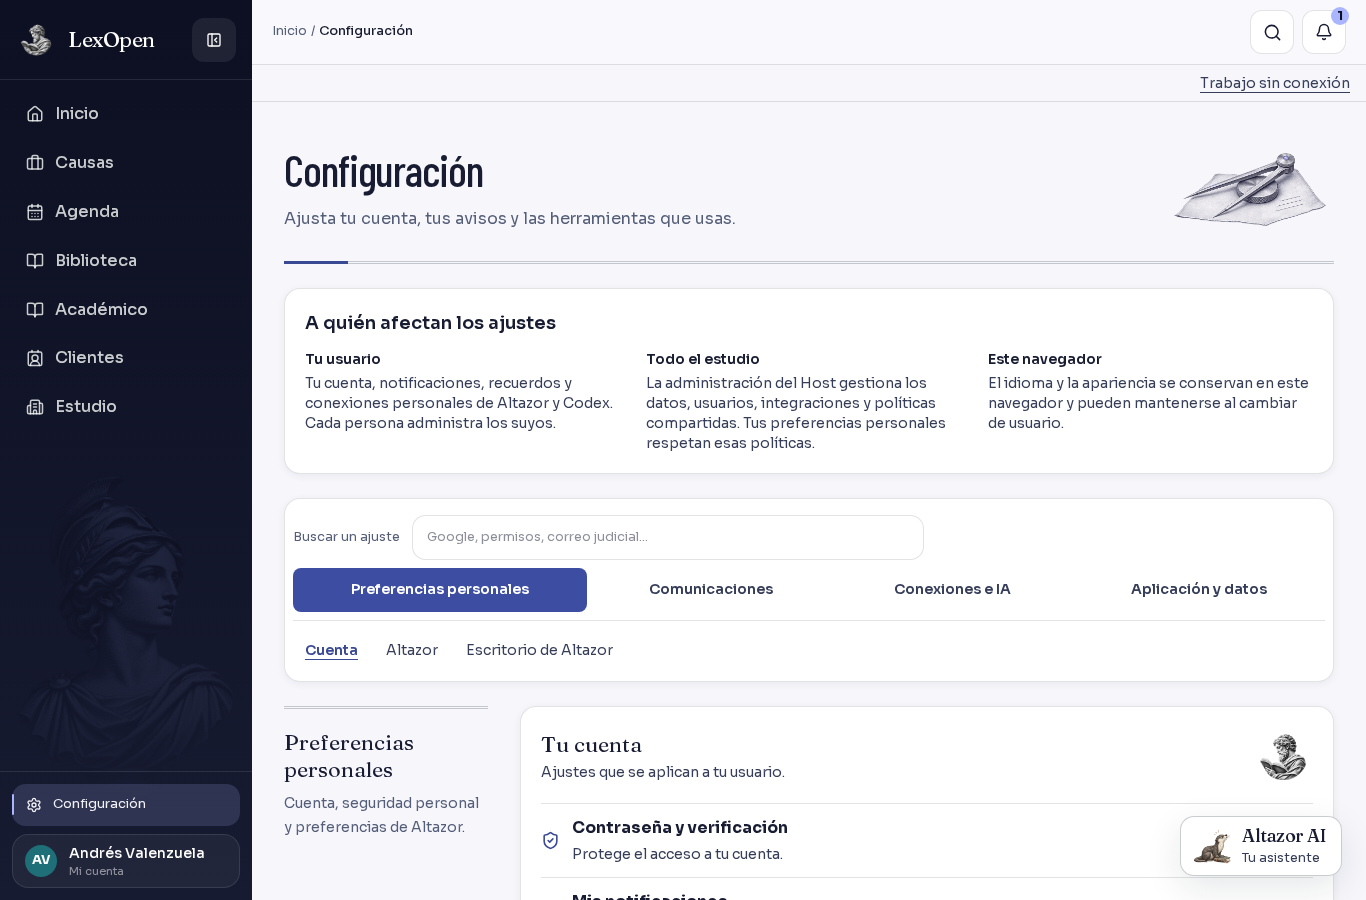 LexOpen
Inicio
Causas
Agenda
Biblioteca
Académico
Clientes
Estudio
Configuración
AV
Andrés Valenzuela
Mi cuenta
Inicio / Configuración
1
Trabajo sin conexión
Configuración
Ajusta tu cuenta, tus avisos y las herramientas que usas.
A quién afectan los ajustes
Tu usuario
Tu cuenta, notificaciones, recuerdos y
conexiones personales de Altazor y Codex.
Cada persona administra los suyos.
Todo el estudio
La administración del Host gestiona los
datos, usuarios, integraciones y políticas
compartidas. Tus preferencias personales
respetan esas políticas.
Este navegador
El idioma y la apariencia se conservan en este
navegador y pueden mantenerse al cambiar
de usuario.
Buscar un ajuste
Google, permisos, correo judicial...
Preferencias personales
Comunicaciones
Conexiones e IA
Aplicación y datos
Cuenta
Altazor
Escritorio de Altazor
Preferencias
personales
Cuenta, seguridad personal
y preferencias de Altazor.
Tu cuenta
Ajustes que se aplican a tu usuario.
Contraseña y verificación
Protege el acceso a tu cuenta.
Mis notificaciones
Altazor AI
Tu asistente